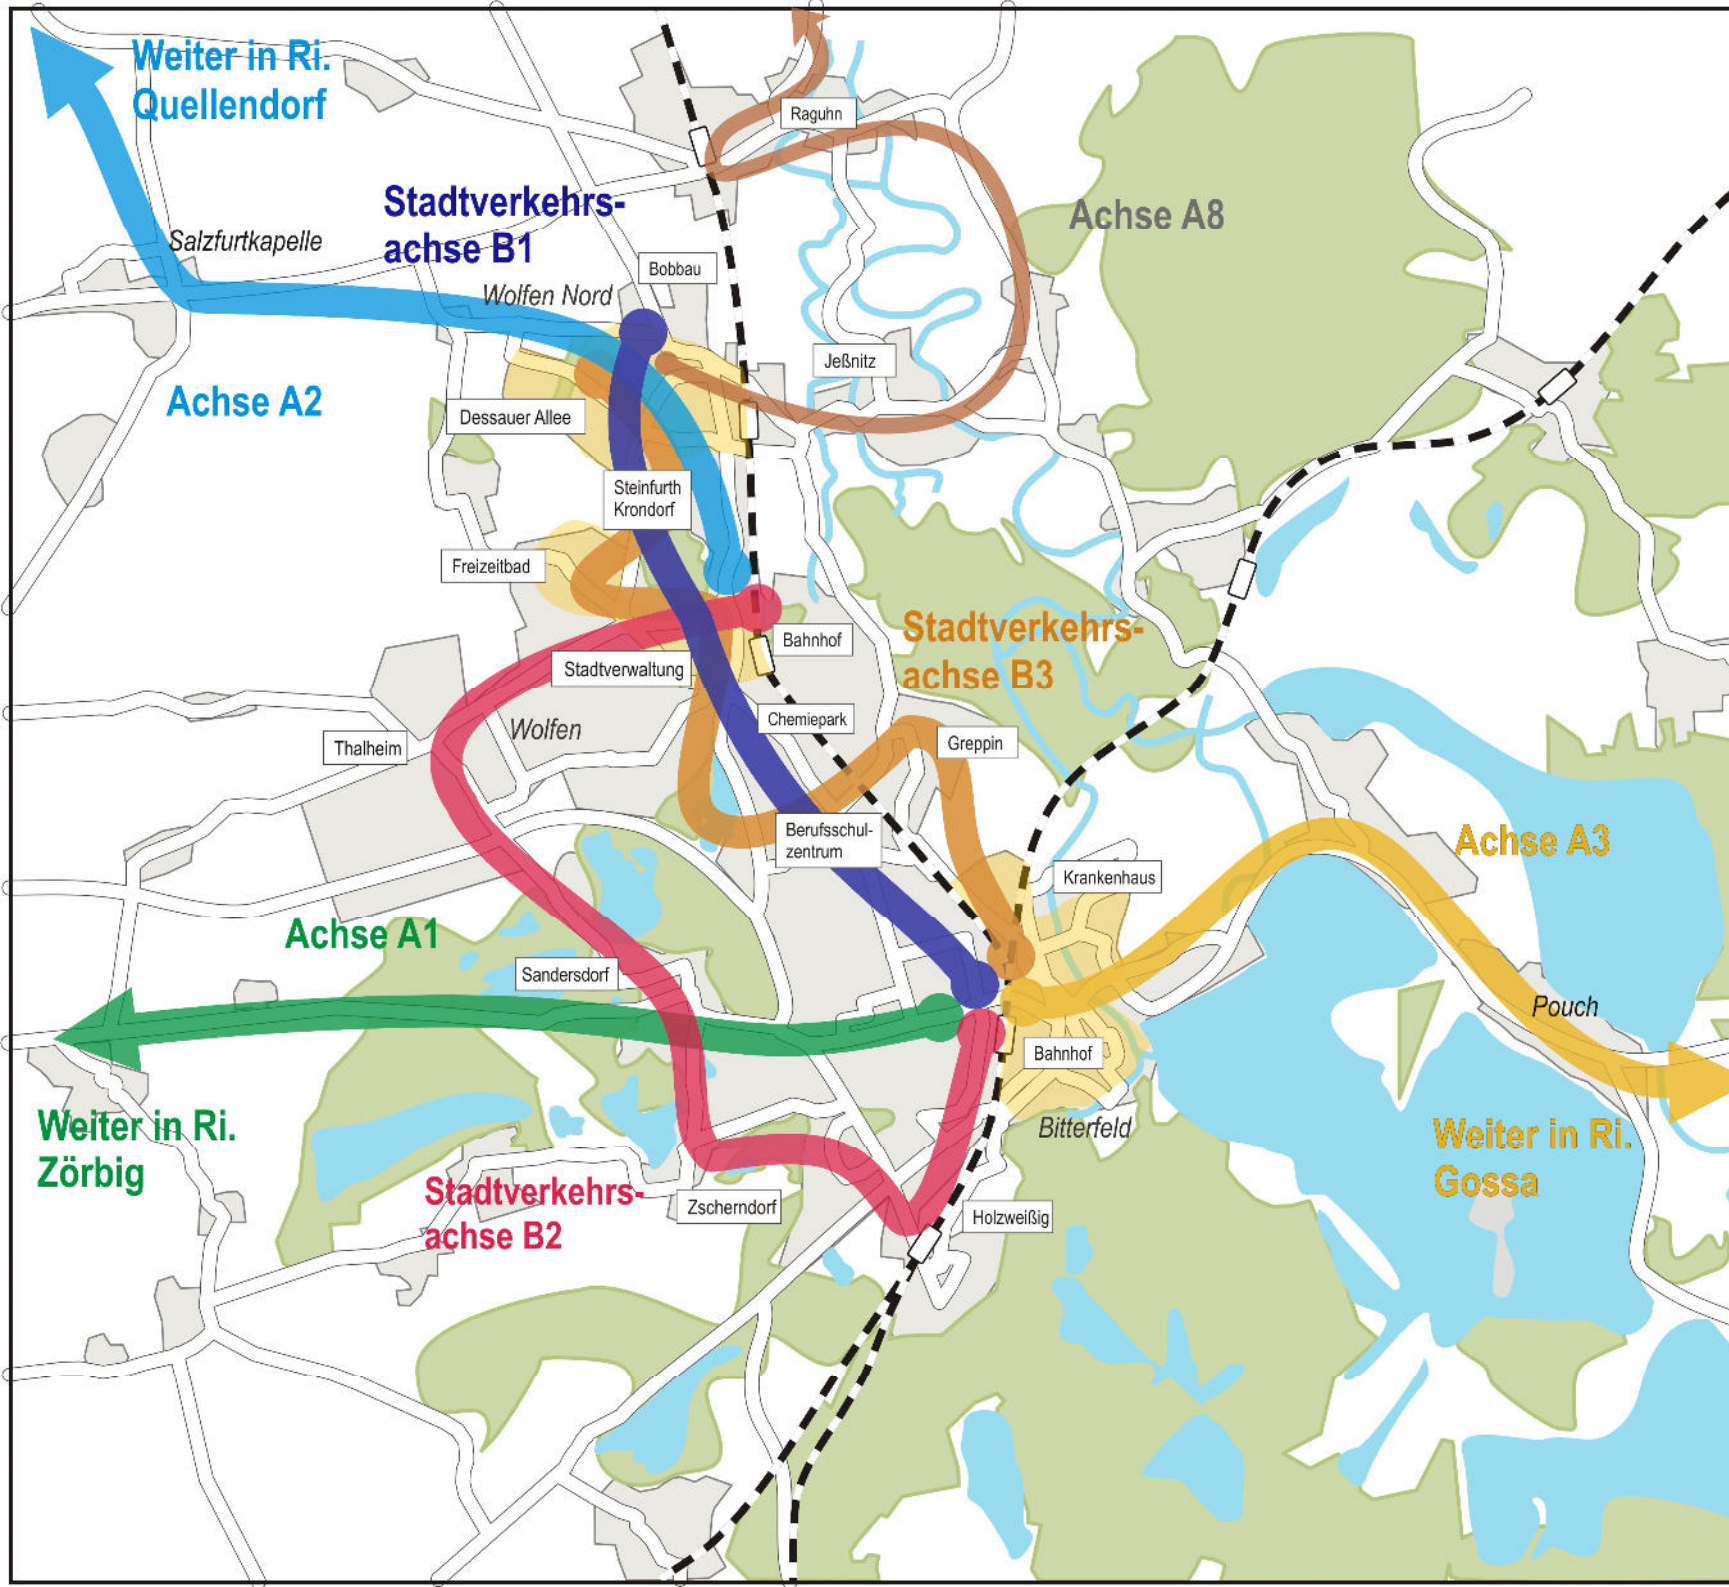 Weiter in Ri.
Quellendorf
Raguhn
Stadtverkehrs-
achse B1
Achse A8
Salzfurtkapelle
Bobbau
Wolfen Nord
Jeßnitz
Achse A2
Dessauer Allee
Steinfurth
Krondorf
Freizeitbad
Stadtverkehrs-
achse B3
Bahnhof
Stadtverwaltung
Chemiepark
Wolfen
Thalheim
Greppin
Berufsschul-
zentrum
Achse A3
Krankenhaus
Achse A1
Sandersdorf
Pouch
Bahnhof
Weiter in Ri.
Zörbig
Bitterfeld
Weiter in Ri.
Gossa
Stadtverkehrs-
achse B2
Zscherndorf
Holzweißig